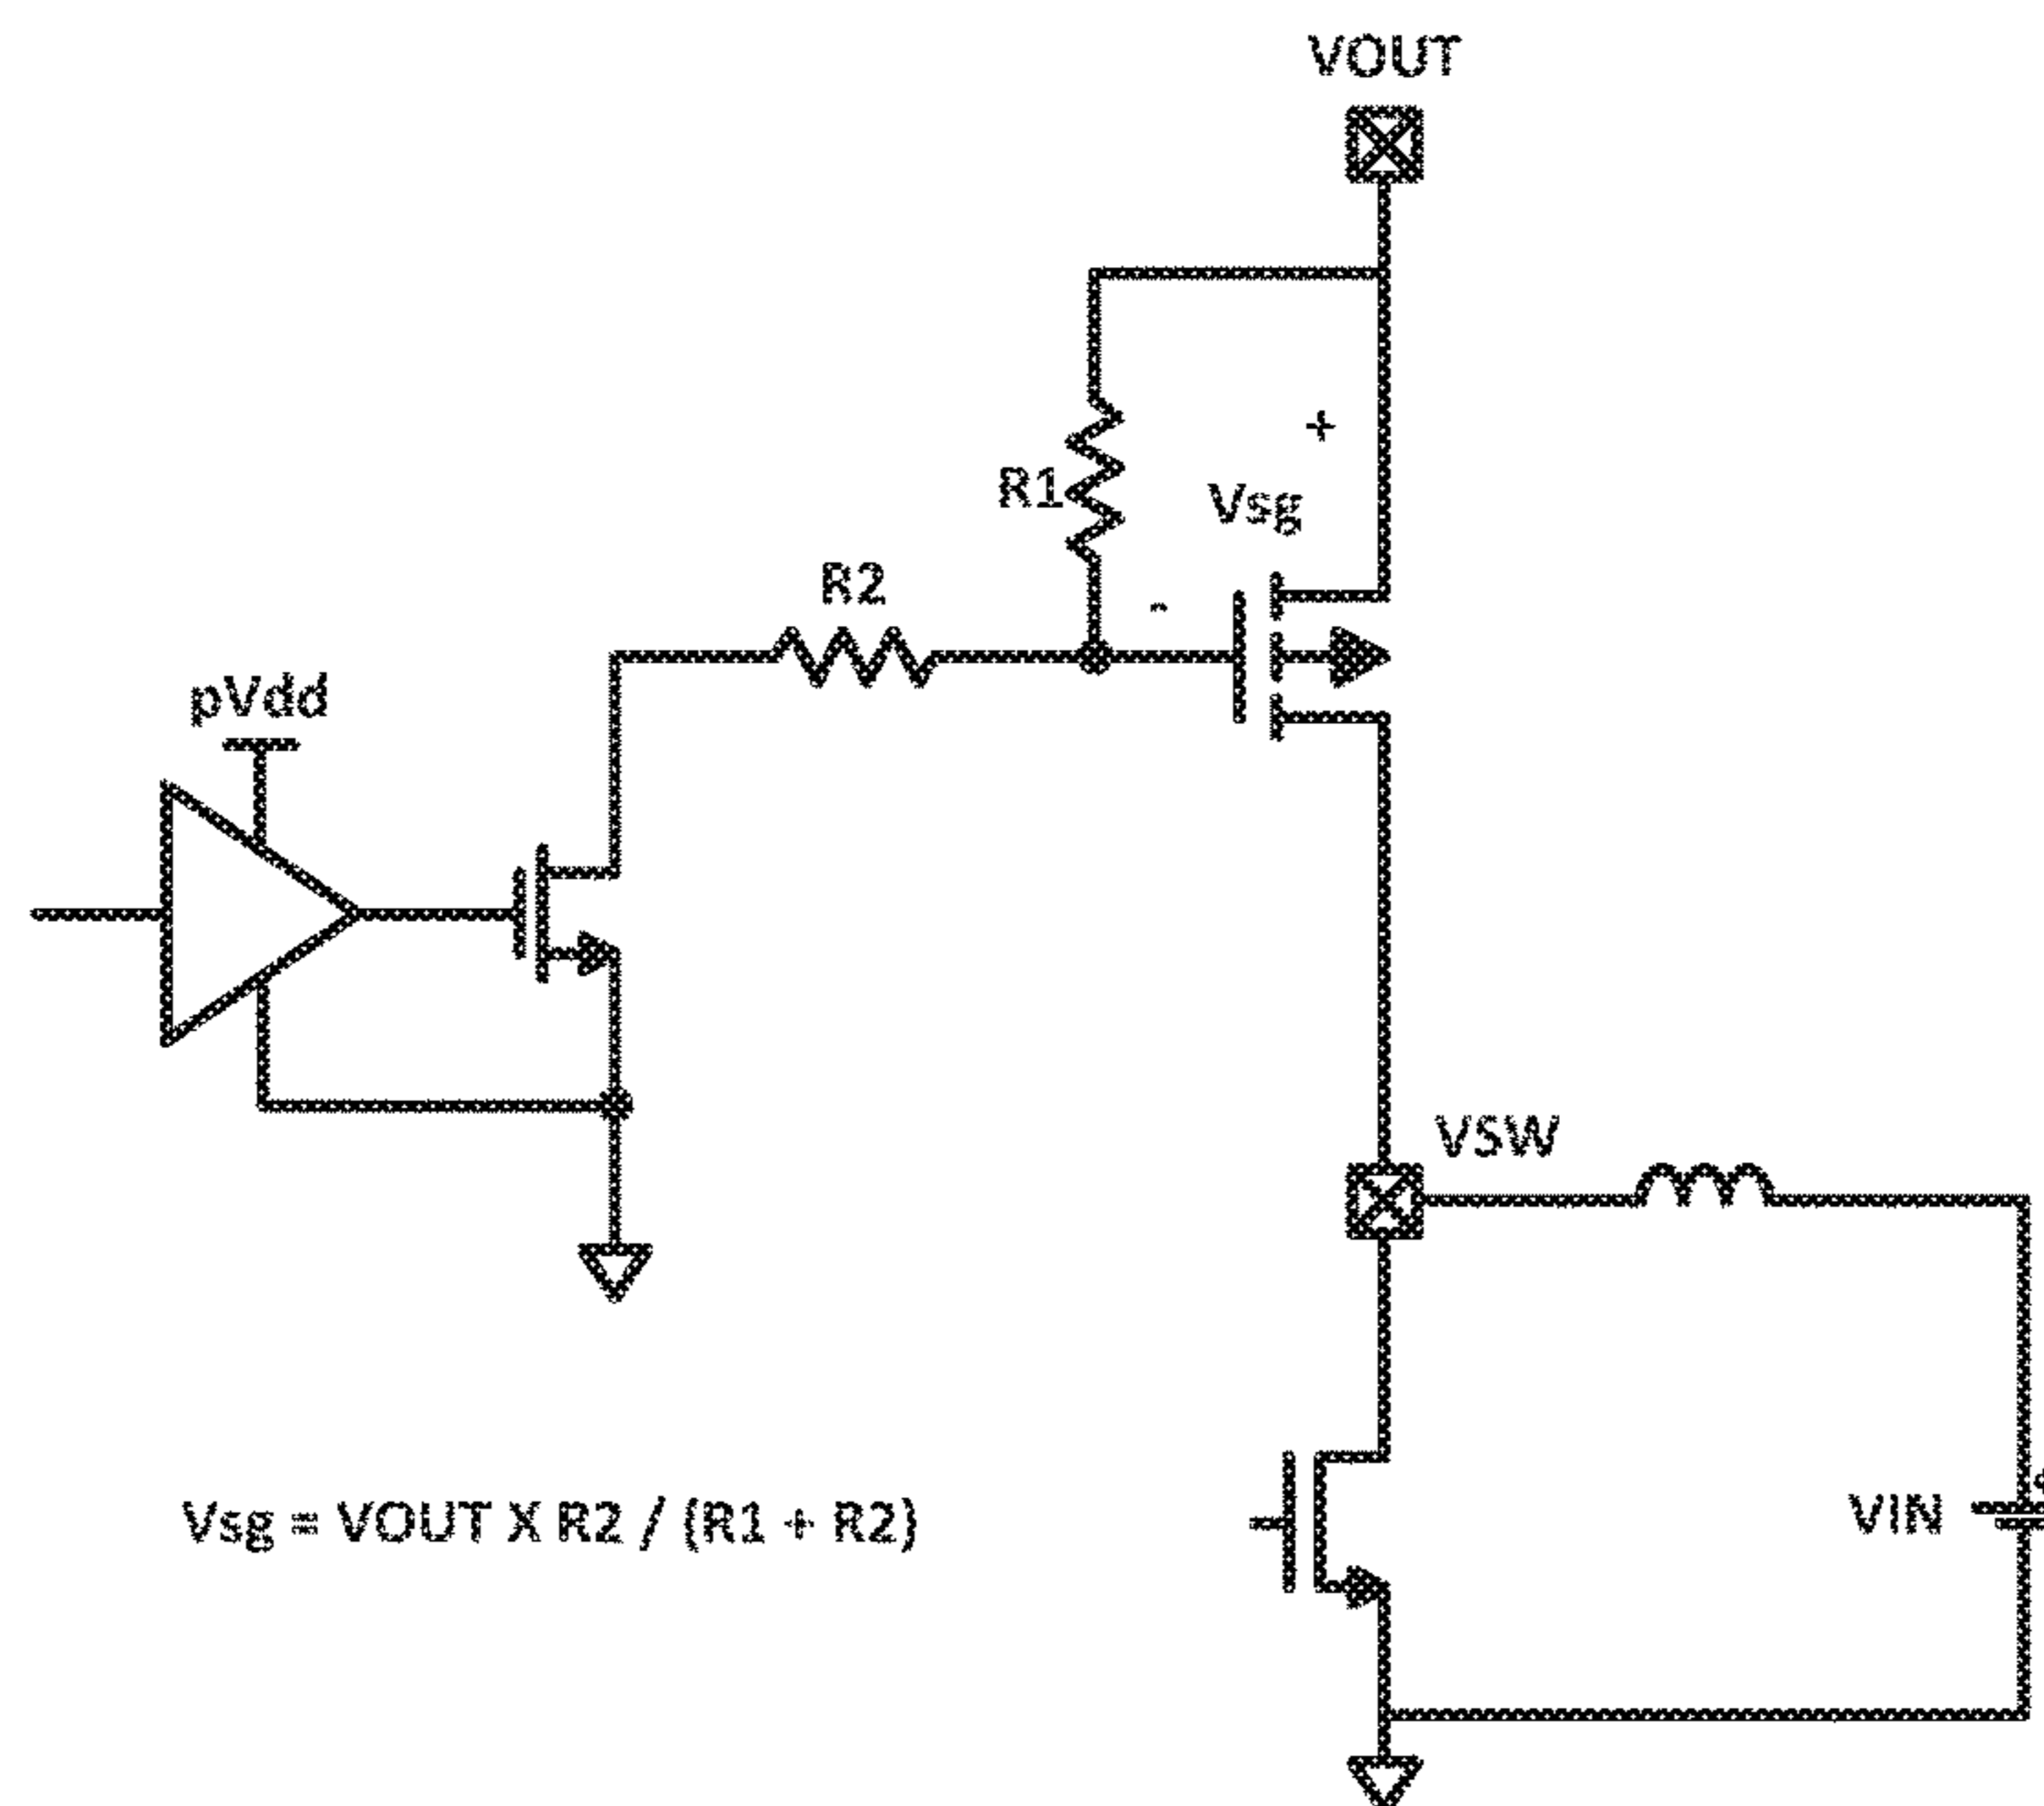 VOUT
+
R1
Vsg
R2
-
pVdd
VSW
Vsg = VOUT X R2 / (R1 + R2)
VIN